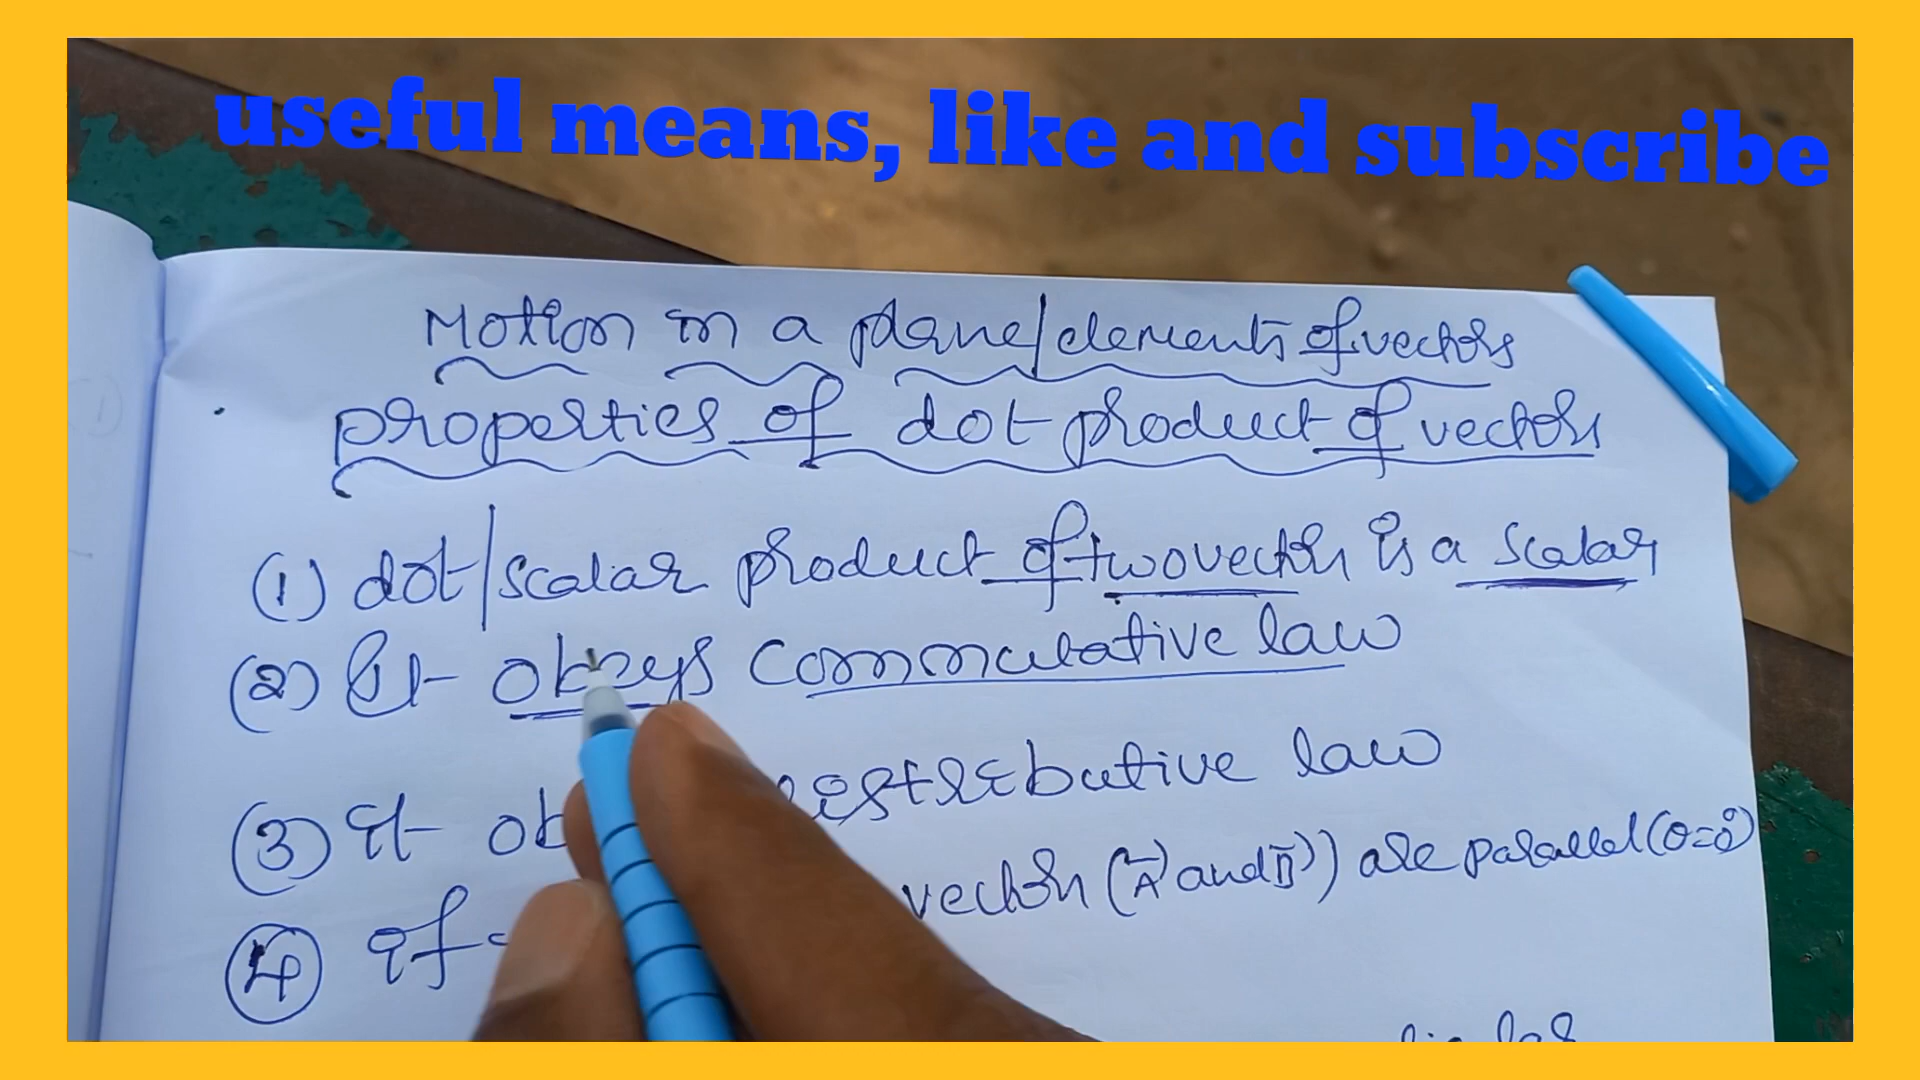 useful means, like and subscribe
Motion in a plane/elements of vectors
properties of dot product of vectors
(1) dot/scalar product of two vectors is a scalar
(2) It obeys commutative law
(3) It ob istributive law
(4) if vectors (A and B) are parallel (θ=0°)